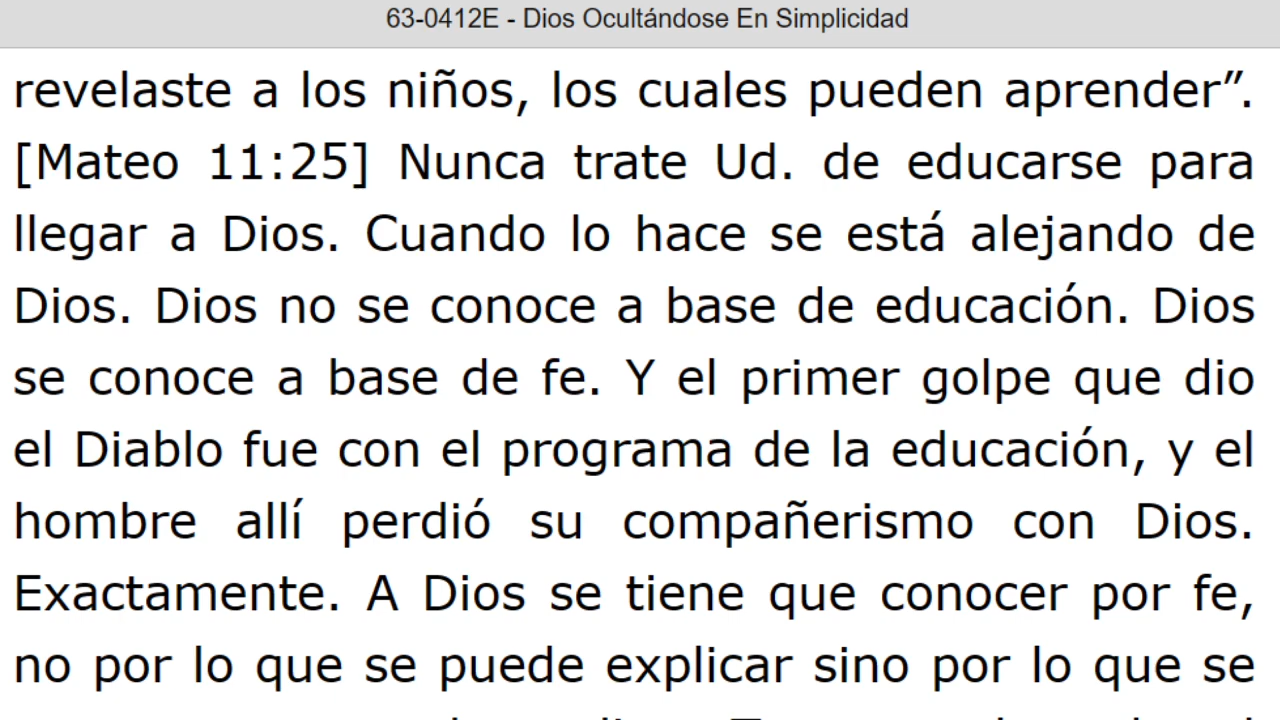 63-0412E - Dios Ocultándose En Simplicidad
revelaste a los niños, los cuales pueden aprender”.
[Mateo 11:25] Nunca trate Ud. de educarse para
llegar a Dios. Cuando lo hace se está alejando de
Dios. Dios no se conoce a base de educación. Dios
se conoce a base de fe. Y el primer golpe que dio
el Diablo fue con el programa de la educación, y el
hombre allí perdió su compañerismo con Dios.
Exactamente. A Dios se tiene que conocer por fe,
no por lo que se puede explicar sino por lo que se